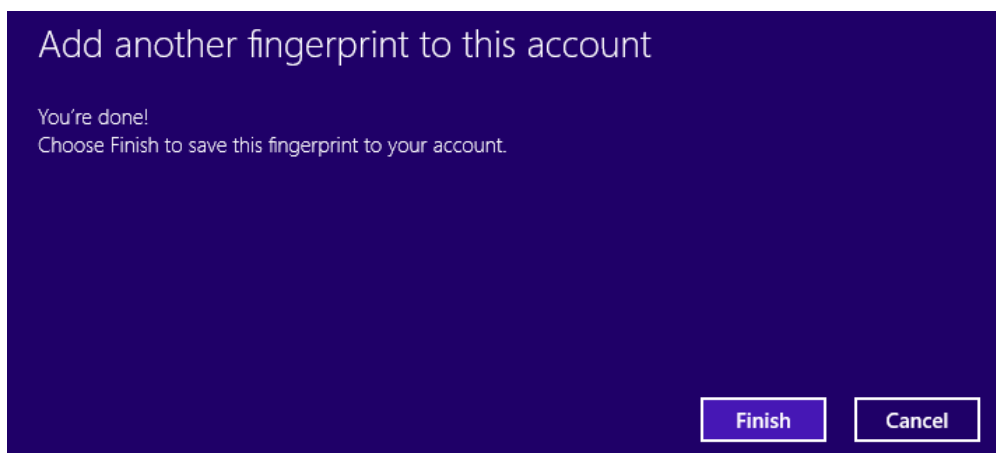 Add another fingerprint to this account
You're done!
Choose Finish to save this fingerprint to your account.
Finish
Cancel